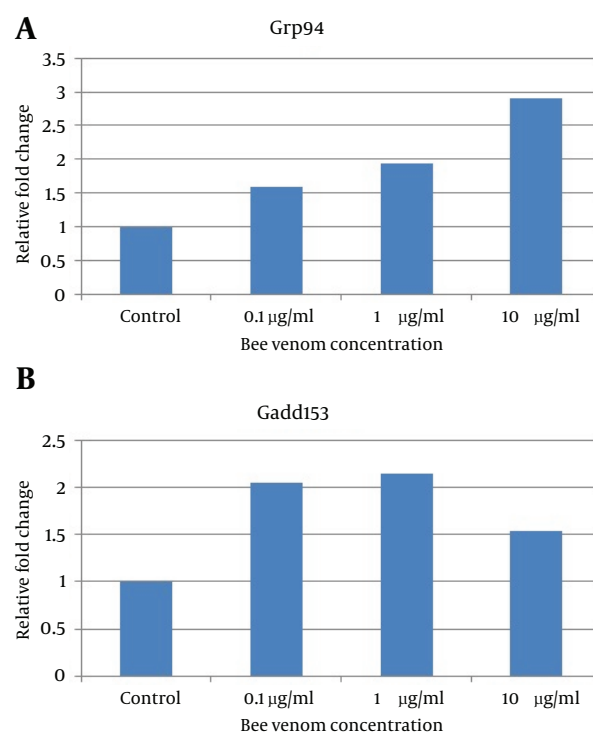 A
Grp94
3.5
3
2.5
2
1.5
1
0.5
0
Relative fold change
Control 0.1 µg/ml 1 µg/ml 10 µg/ml
Bee venom concentration
B
Gadd153
2.5
2
1.5
1
0.5
0
Relative fold change
Control 0.1 µg/ml 1 µg/ml 10 µg/ml
Bee venom concentration